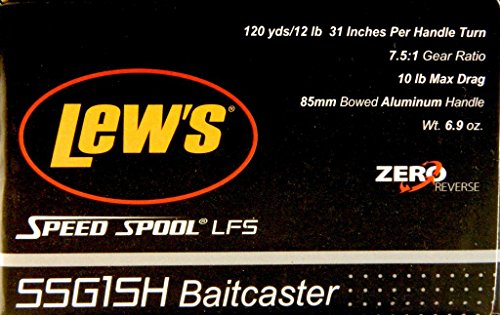 120 yds/12 lb 31 Inches Per Handle Turn
7.5:1 Gear Ratio
10 lb Max Drag
85mm Bowed Aluminum Handle
Wt. 6.9 oz.
LEW'S®
ZERO
REVERSE
SPEED SPOOL® LFS
SSG1SH Baitcaster